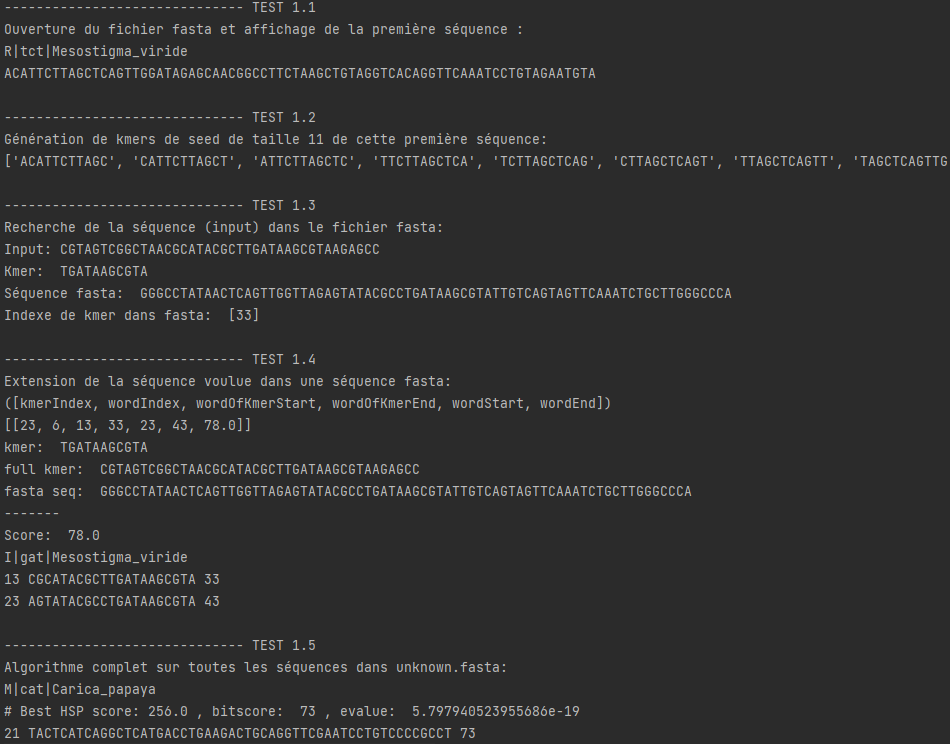 ------------------------------ TEST 1.1
Ouverture du fichier fasta et affichage de la première séquence :
R|tct|Mesostigma_viride
ACATTCTTAGCTCAGTTGGATAGAGCAACGGCCTTCTAAGCTGTAGGTCACAGGTTCAAATCCTGTAGAATGTA
------------------------------ TEST 1.2
Génération de kmers de seed de taille 11 de cette première séquence:
['ACATTCTTAGC', 'CATTCTTAGCT', 'ATTCTTAGCTC', 'TTCTTAGCTCA', 'TCTTAGCTCAG', 'CTTAGCTCAGT', 'TTAGCTCAGTT', 'TAGCTCAGTTG
------------------------------ TEST 1.3
Recherche de la séquence (input) dans le fichier fasta:
Input: CGTAGTCGGCTAACGCATACGCTTGATAAGCGTAAGAGCC
Kmer:  TGATAAGCGTA
Séquence fasta:  GGGCCTATAACTCAGTTGGTTAGAGTATACGCCTGATAAGCGTATTGTCAGTAGTTCAAATCTGCTTGGGCCCA
Indexe de kmer dans fasta:  [33]
------------------------------ TEST 1.4
Extension de la séquence voulue dans une séquence fasta:
([kmerIndex, wordIndex, wordOfKmerStart, wordOfKmerEnd, wordStart, wordEnd])
[[23, 6, 13, 33, 23, 43, 78.0]]
kmer:  TGATAAGCGTA
full kmer:  CGTAGTCGGCTAACGCATACGCTTGATAAGCGTAAGAGCC
fasta seq:  GGGCCTATAACTCAGTTGGTTAGAGTATACGCCTGATAAGCGTATTGTCAGTAGTTCAAATCTGCTTGGGCCCA
-------
Score:  78.0
I|gat|Mesostigma_viride
13 CGCATACGCTTGATAAGCGTA 33
23 AGTATACGCCTGATAAGCGTA 43
------------------------------ TEST 1.5
Algorithme complet sur toutes les séquences dans unknown.fasta:
M|cat|Carica_papaya
# Best HSP score: 256.0 , bitscore:  73 , evalue:  5.797940523955686e-19
21 TACTCATCAGGCTCATGACCTGAAGACTGCAGGTTCGAATCCTGTCCCCGCCT 73